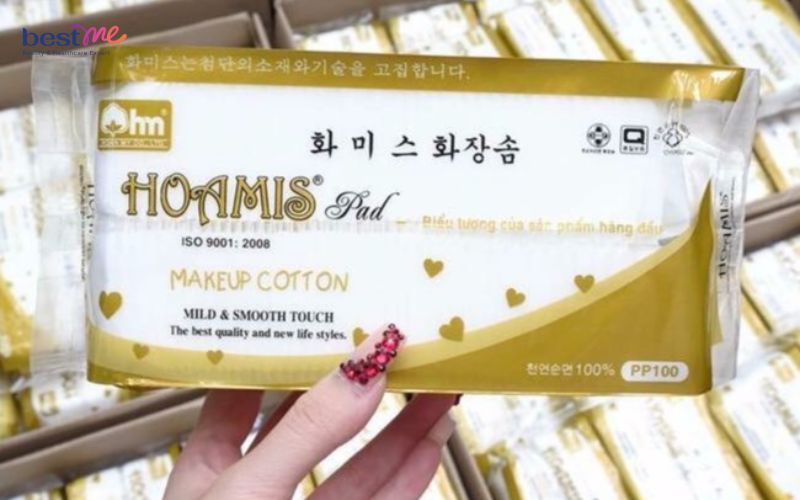 best me
화미스는첨단의소재와기술을 고집합니다.
hm
화 미 스 화장솜
Q
HOAMIS® Pad
Biểu tượng của sản phẩm hàng đầu
ISO 9001: 2008
MAKEUP COTTON
MILD & SMOOTH TOUCH
The best quality and new life styles.
천연순면100% PP100
HOAMIS